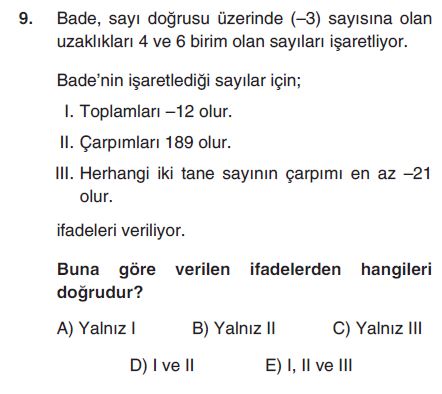 9. Bade, sayı doğrusu üzerinde (–3) sayısına olan
uzaklıkları 4 ve 6 birim olan sayıları işaretliyor.
Bade'nin işaretlediği sayılar için;
I. Toplamları –12 olur.
II. Çarpımları 189 olur.
III. Herhangi iki tane sayının çarpımı en az –21
olur.
ifadeleri veriliyor.
Buna göre verilen ifadelerden hangileri
doğrudur?
A) Yalnız I B) Yalnız II C) Yalnız III
D) I ve II E) I, II ve III